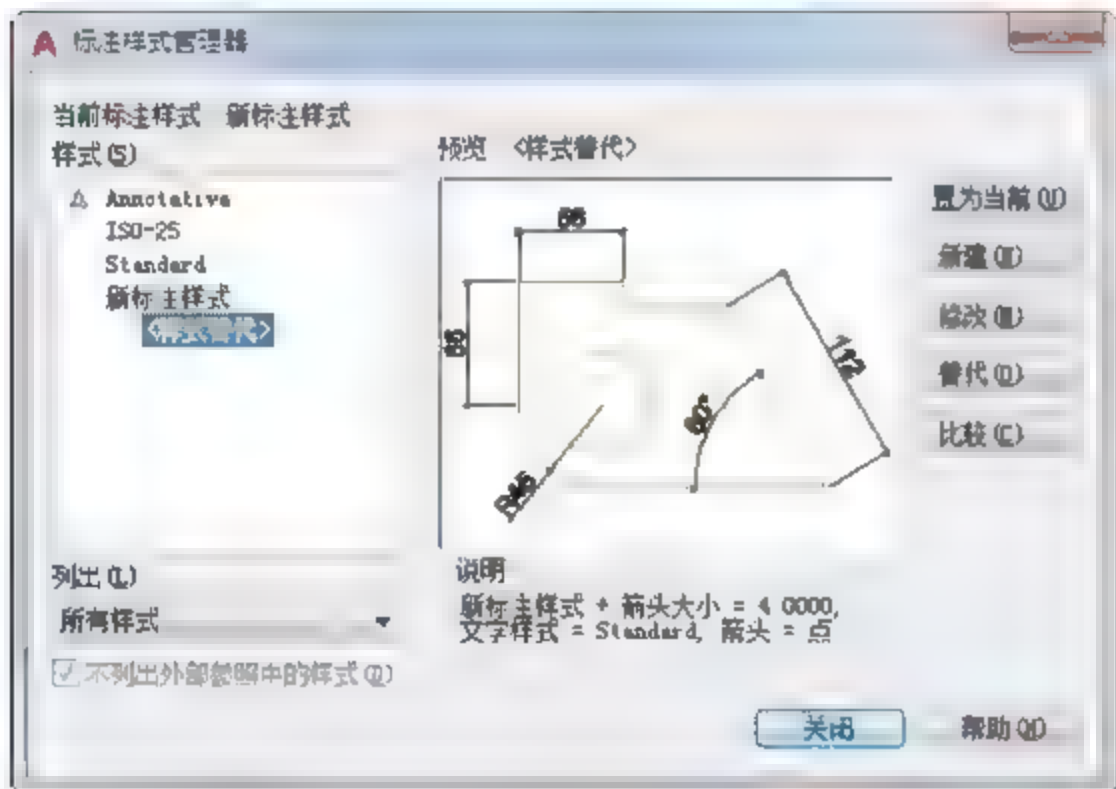 标注样式管理器
当前标注样式 新标注样式
样式(S)
Annotative
ISO-25
Standard
新标注样式
<样式替代>
预览 <样式替代>
置为当前(U)
新建(N)
修改(M)
替代(O)
比较(C)
列出(L)
所有样式
不列出外部参照中的样式(D)
说明
新标注样式 + 箭头大小 = 4.0000,
文字样式 = Standard, 箭头 = 点
关闭
帮助(H)